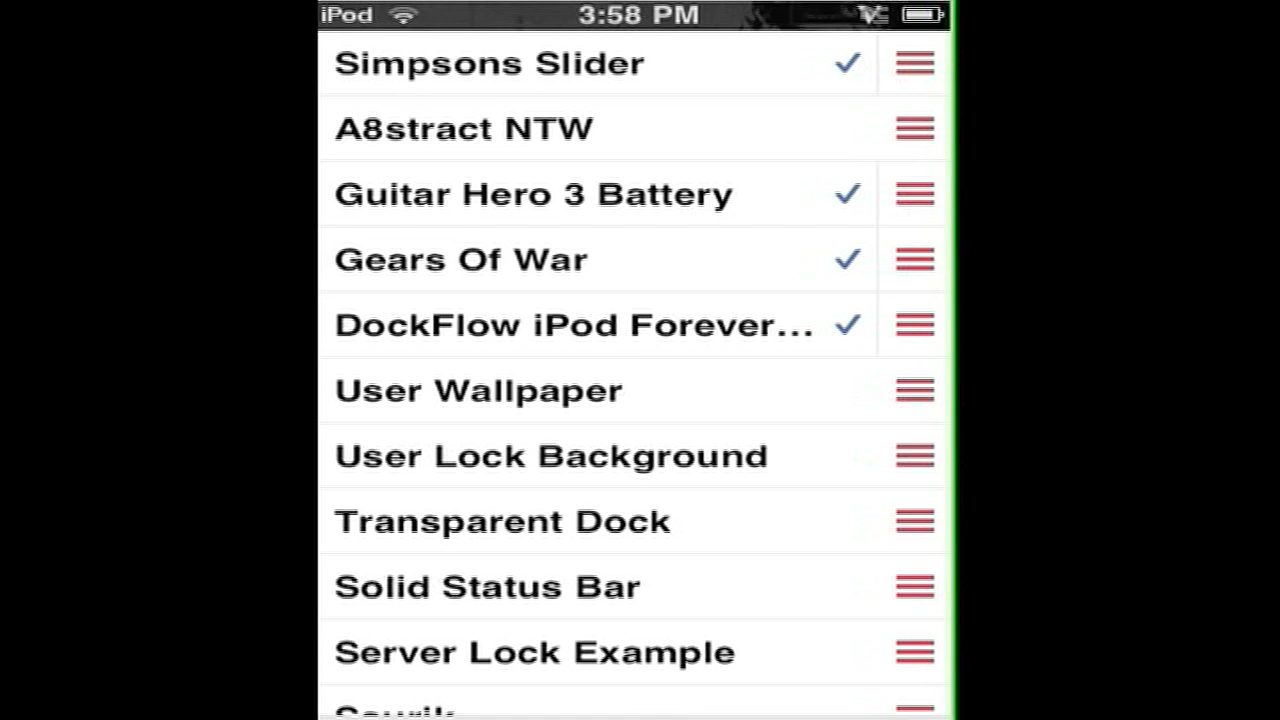 iPod 3:58 PM
Simpsons Slider
A8stract NTW
Guitar Hero 3 Battery
Gears Of War
DockFlow iPod Forever...
User Wallpaper
User Lock Background
Transparent Dock
Solid Status Bar
Server Lock Example
Saurik